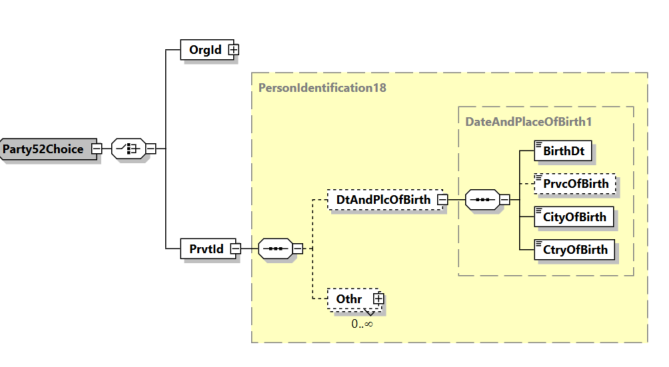 OrgId
PersonIdentification18
DateAndPlaceOfBirth1
Party52Choice
BirthDt
PrvcOfBirth
DtAndPlcOfBirth
CityOfBirth
PrvtId
CtryOfBirth
Othr
0..∞